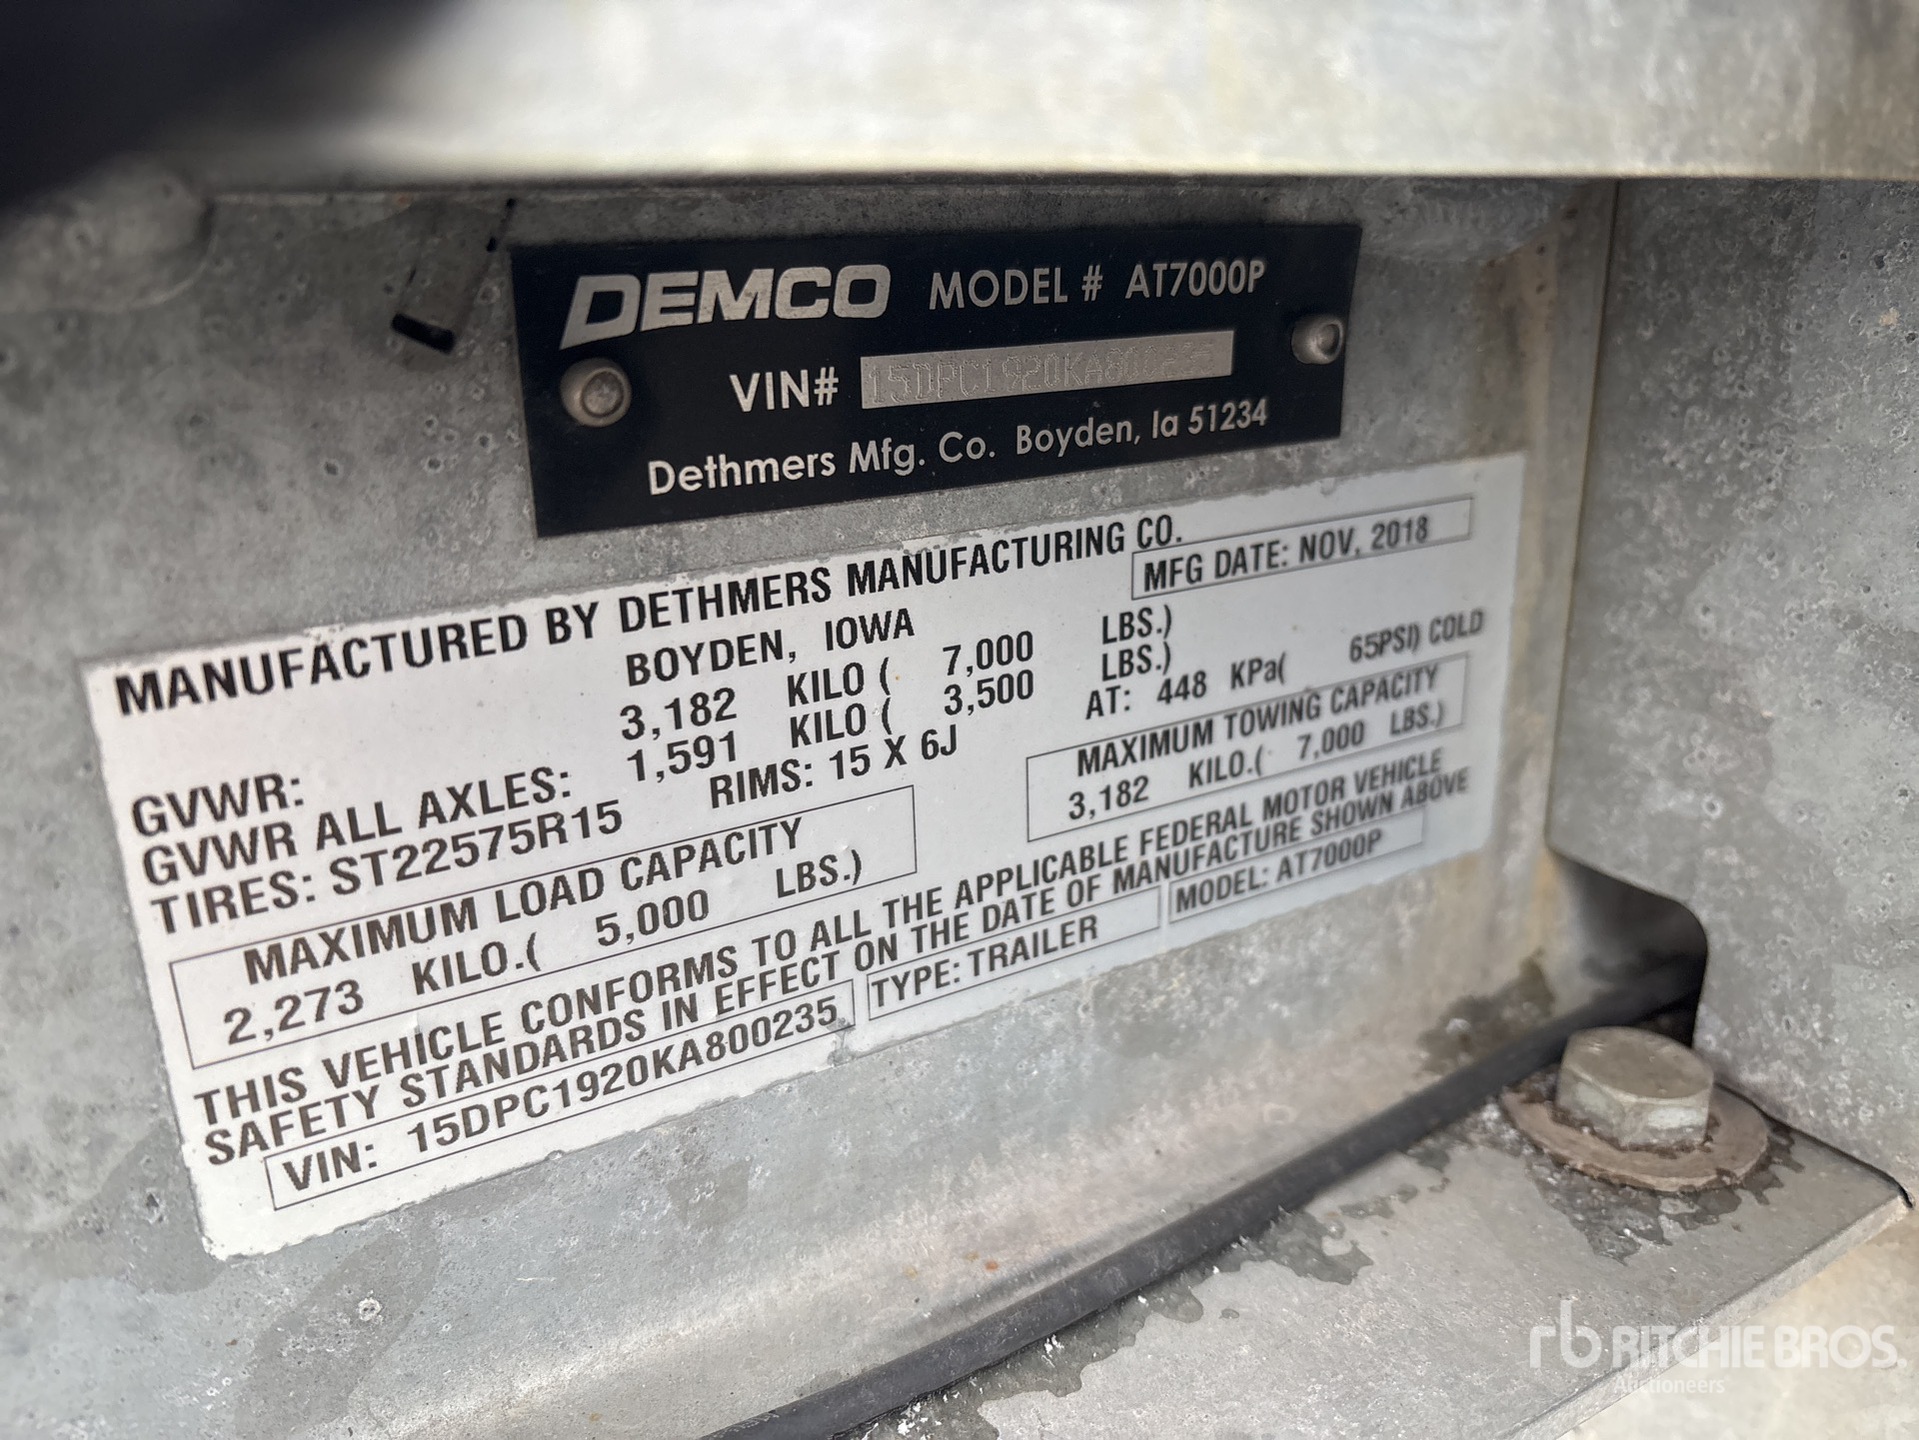 DEMCO MODEL # AT7000P
VIN# 15DPC1920KA800235
Dethmers Mfg. Co. Boyden, Ia 51234
MANUFACTURED BY DETHMERS MANUFACTURING CO.
BOYDEN, IOWA
MFG DATE: NOV, 2018
GVWR: 3,182 KILO ( 7,000 LBS.)
GVWR ALL AXLES: 1,591 KILO ( 3,500 LBS.)
TIRES: ST22575R15 RIMS: 15 X 6J AT: 448 KPa( 65PSI) COLD
MAXIMUM LOAD CAPACITY
2,273 KILO.( 5,000 LBS.)
MAXIMUM TOWING CAPACITY
3,182 KILO.( 7,000 LBS.)
THIS VEHICLE CONFORMS TO ALL THE APPLICABLE FEDERAL MOTOR VEHICLE
SAFETY STANDARDS IN EFFECT ON THE DATE OF MANUFACTURE SHOWN ABOVE
VIN: 15DPC1920KA800235 TYPE: TRAILER MODEL: AT7000P
rb RITCHIE BROS.
Auctioneers